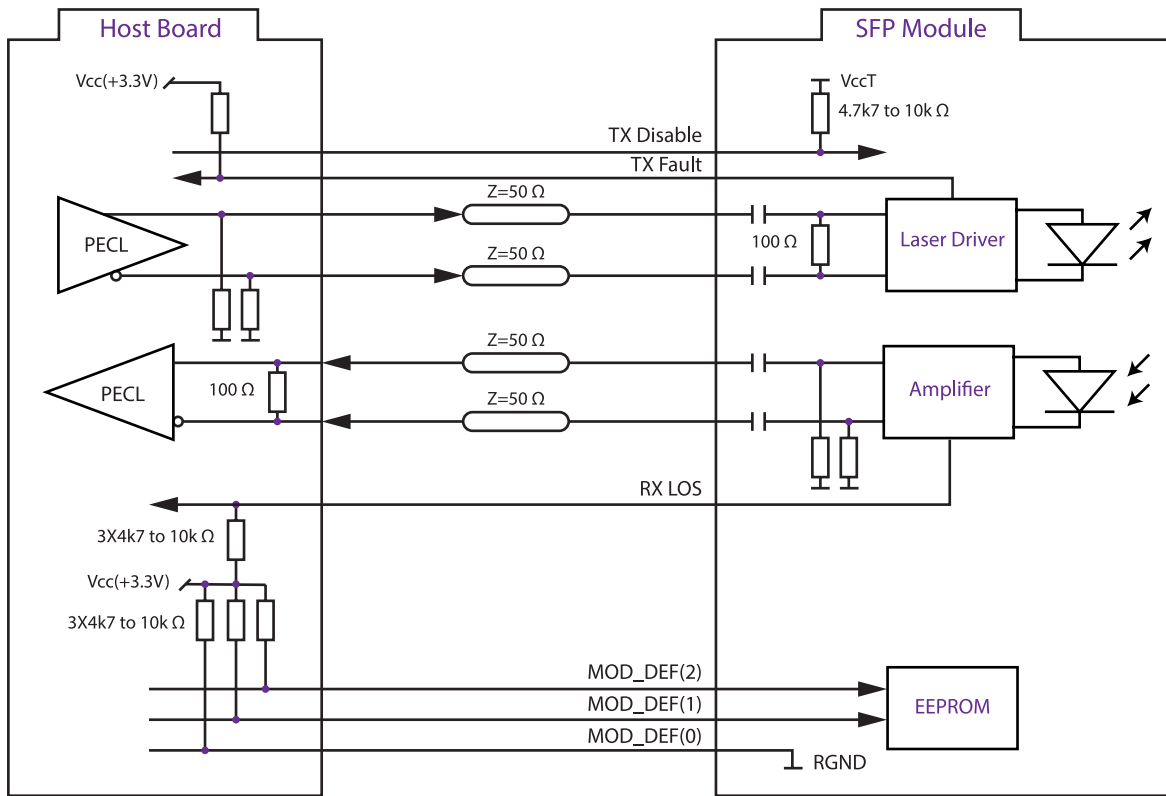 Host Board
SFP Module
Vcc(+3.3V)
VccT
4.7k7 to 10k Ω
TX Disable
TX Fault
Z=50 Ω
PECL
100 Ω
Laser Driver
Z=50 Ω
Z=50 Ω
100 Ω
PECL
Amplifier
Z=50 Ω
RX LOS
3X4k7 to 10k Ω
Vcc(+3.3V)
3X4k7 to 10k Ω
MOD_DEF(2)
MOD_DEF(1)
EEPROM
MOD_DEF(0)
RGND